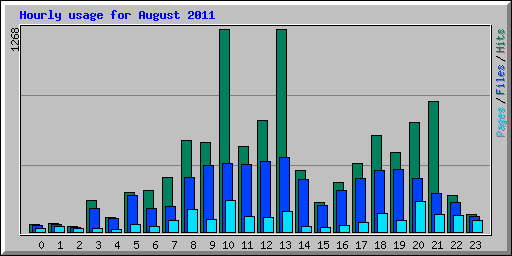 Hourly usage for August 2011
1268
Pages/Files/Hits
0 1 2 3 4 5 6 7 8 9 10 11 12 13 14 15 16 17 18 19 20 21 22 23